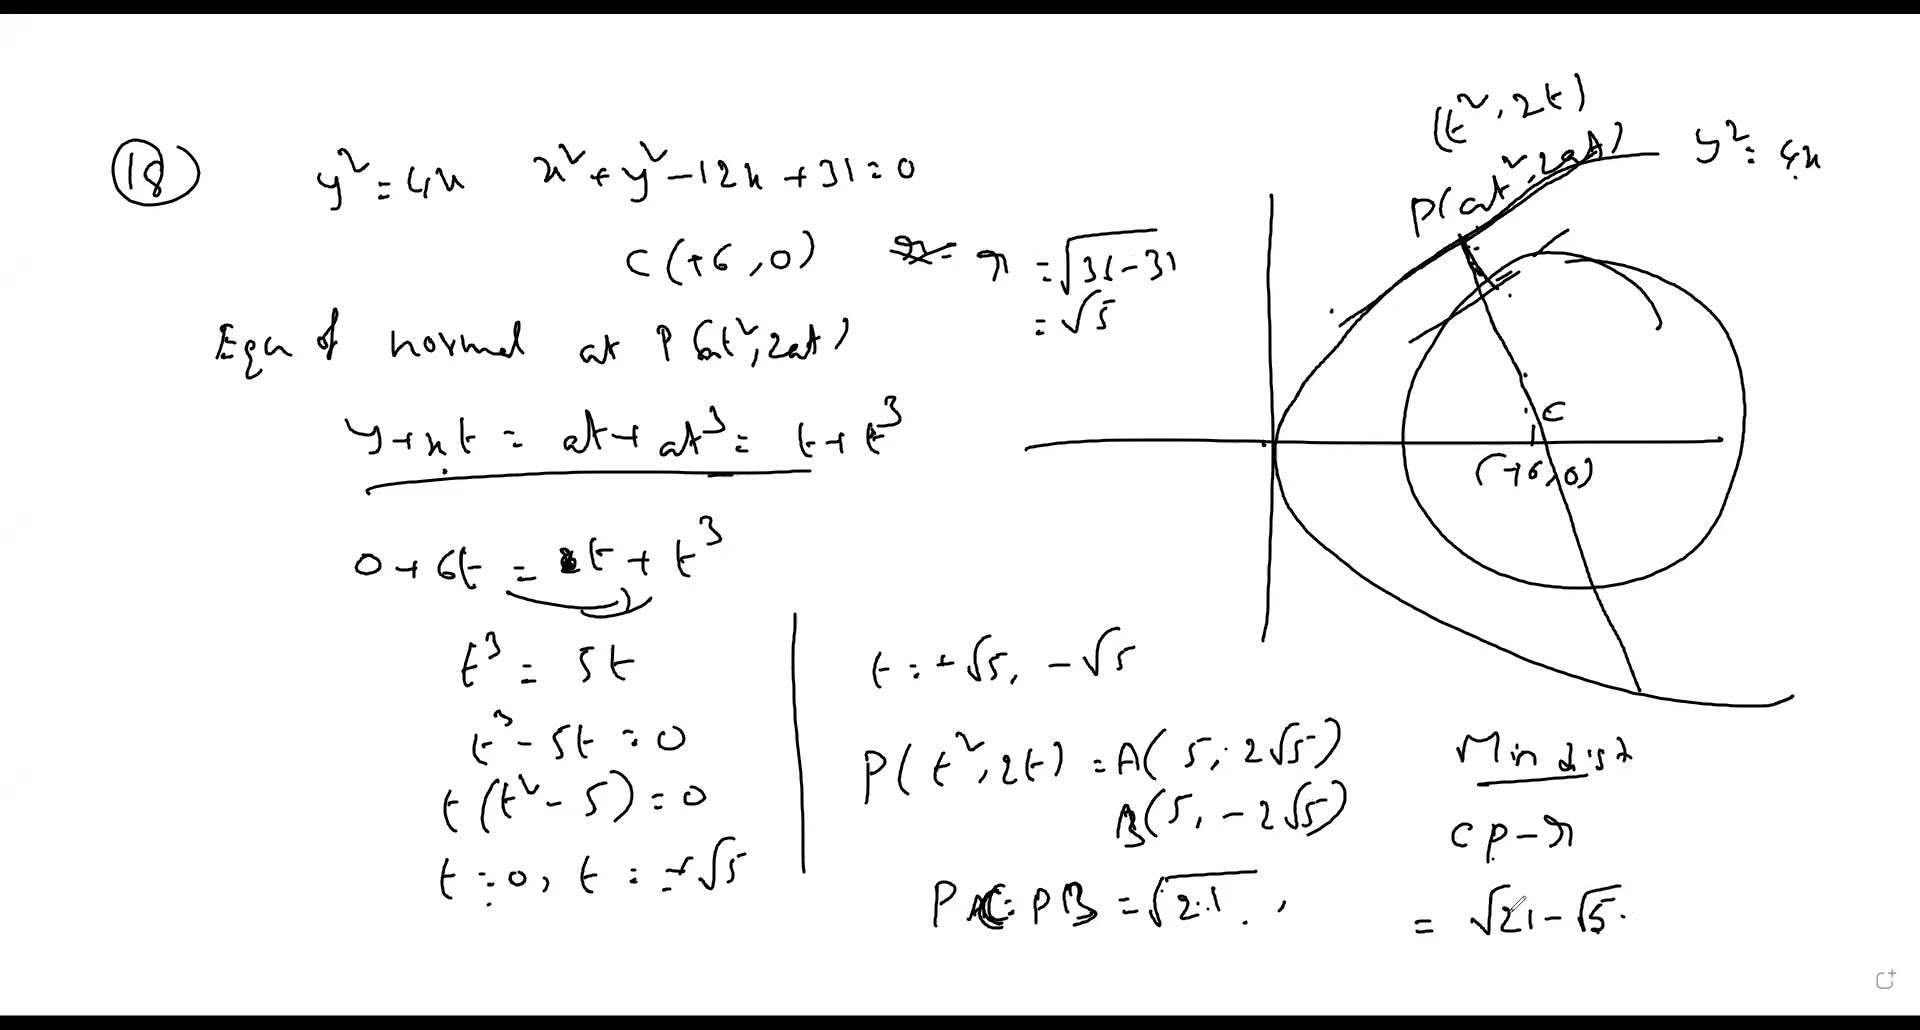 (18) y² = 4x x² + y² - 12x + 31 = 0
C (+6, 0) r = √31-31
= √5
Eqn of normal at P (at², 2at)
y + xt = at + at³ = t + t³
0 + 6t = t + t³
t³ = 5t
t³ - 5t = 0
t (t² - 5) = 0
t = 0, t = ±√5
t = +√5, -√5
P( t², 2t) = A( 5, 2√5)
B(5, -2√5)
= PB = √21,
Min dist
CP - r
= √21 - √5.
(t², 2t)
P(at², 2at)
y² = 4x
C
(+6, 0)